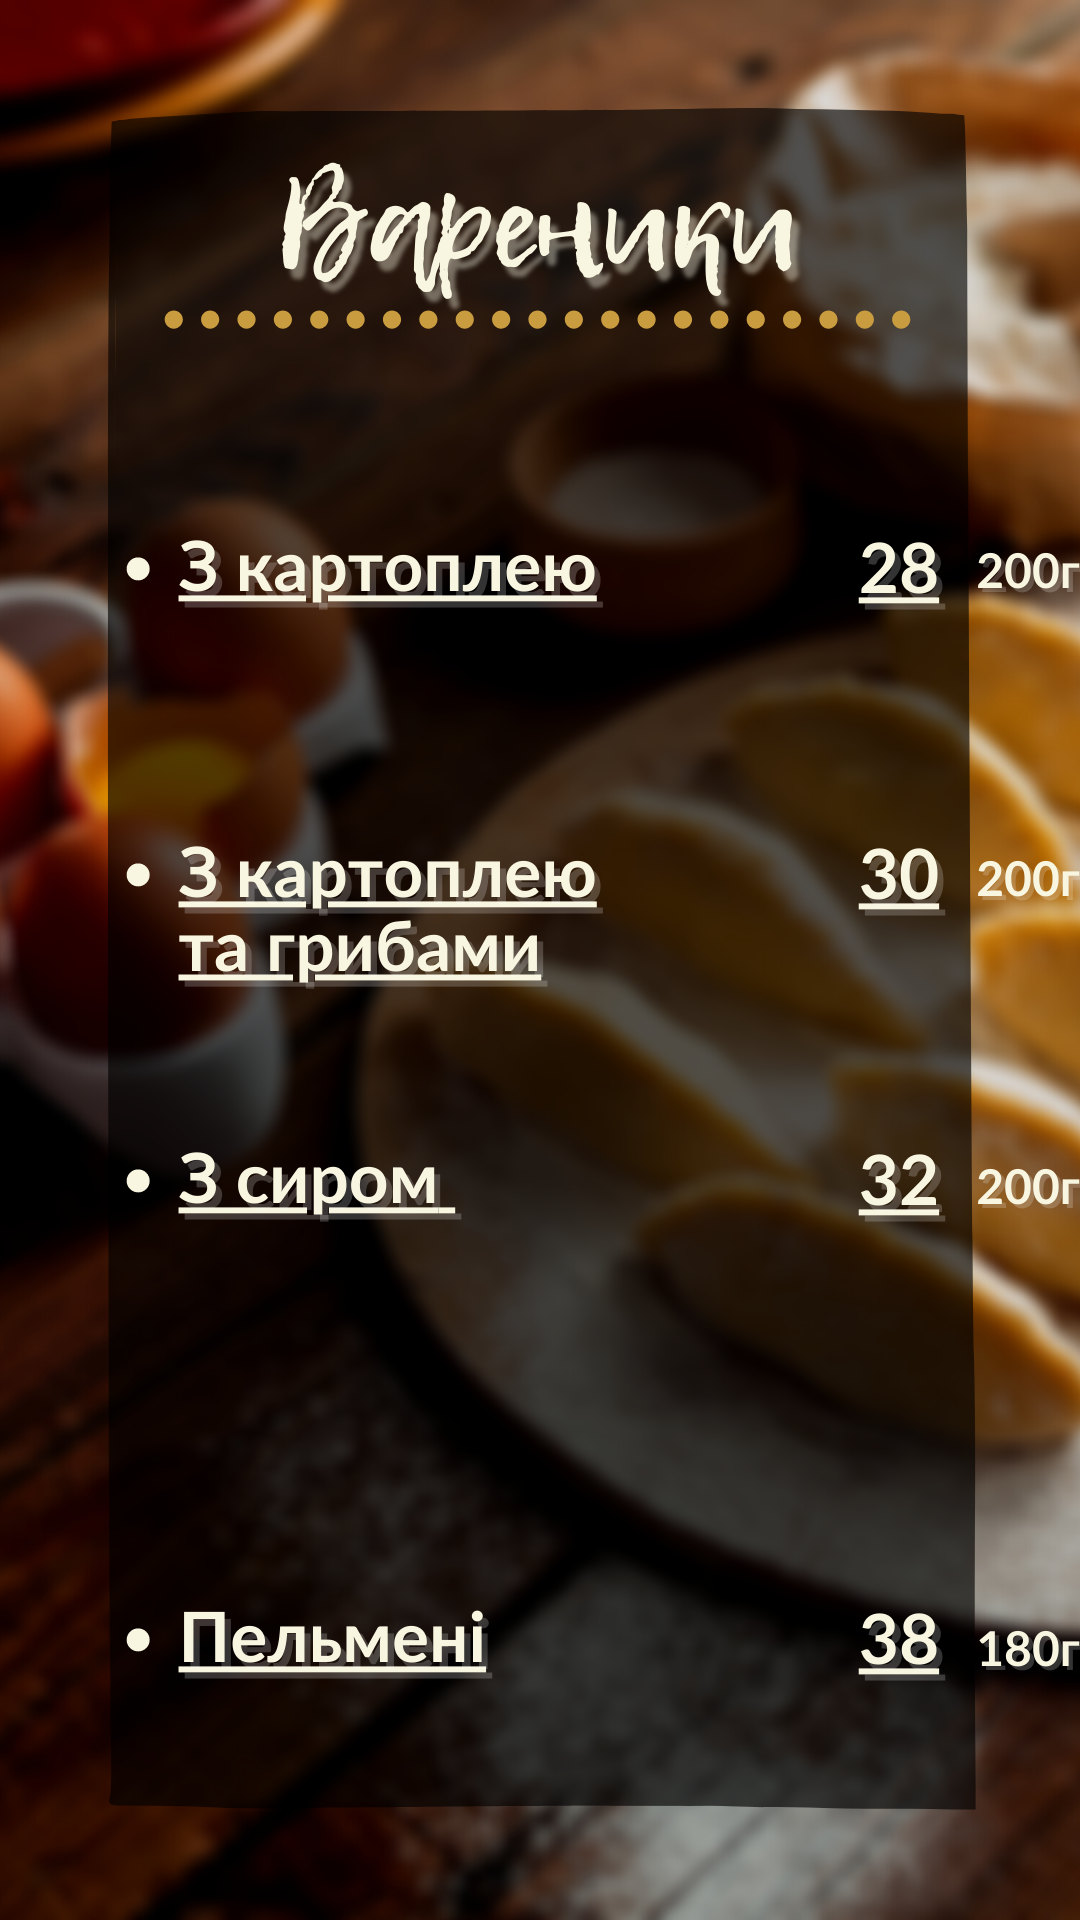 Вареники
• З картоплею 28 200г
• З картоплею 30 200г
та грибами
• З сиром 32 200г
• Пельмені 38 180г